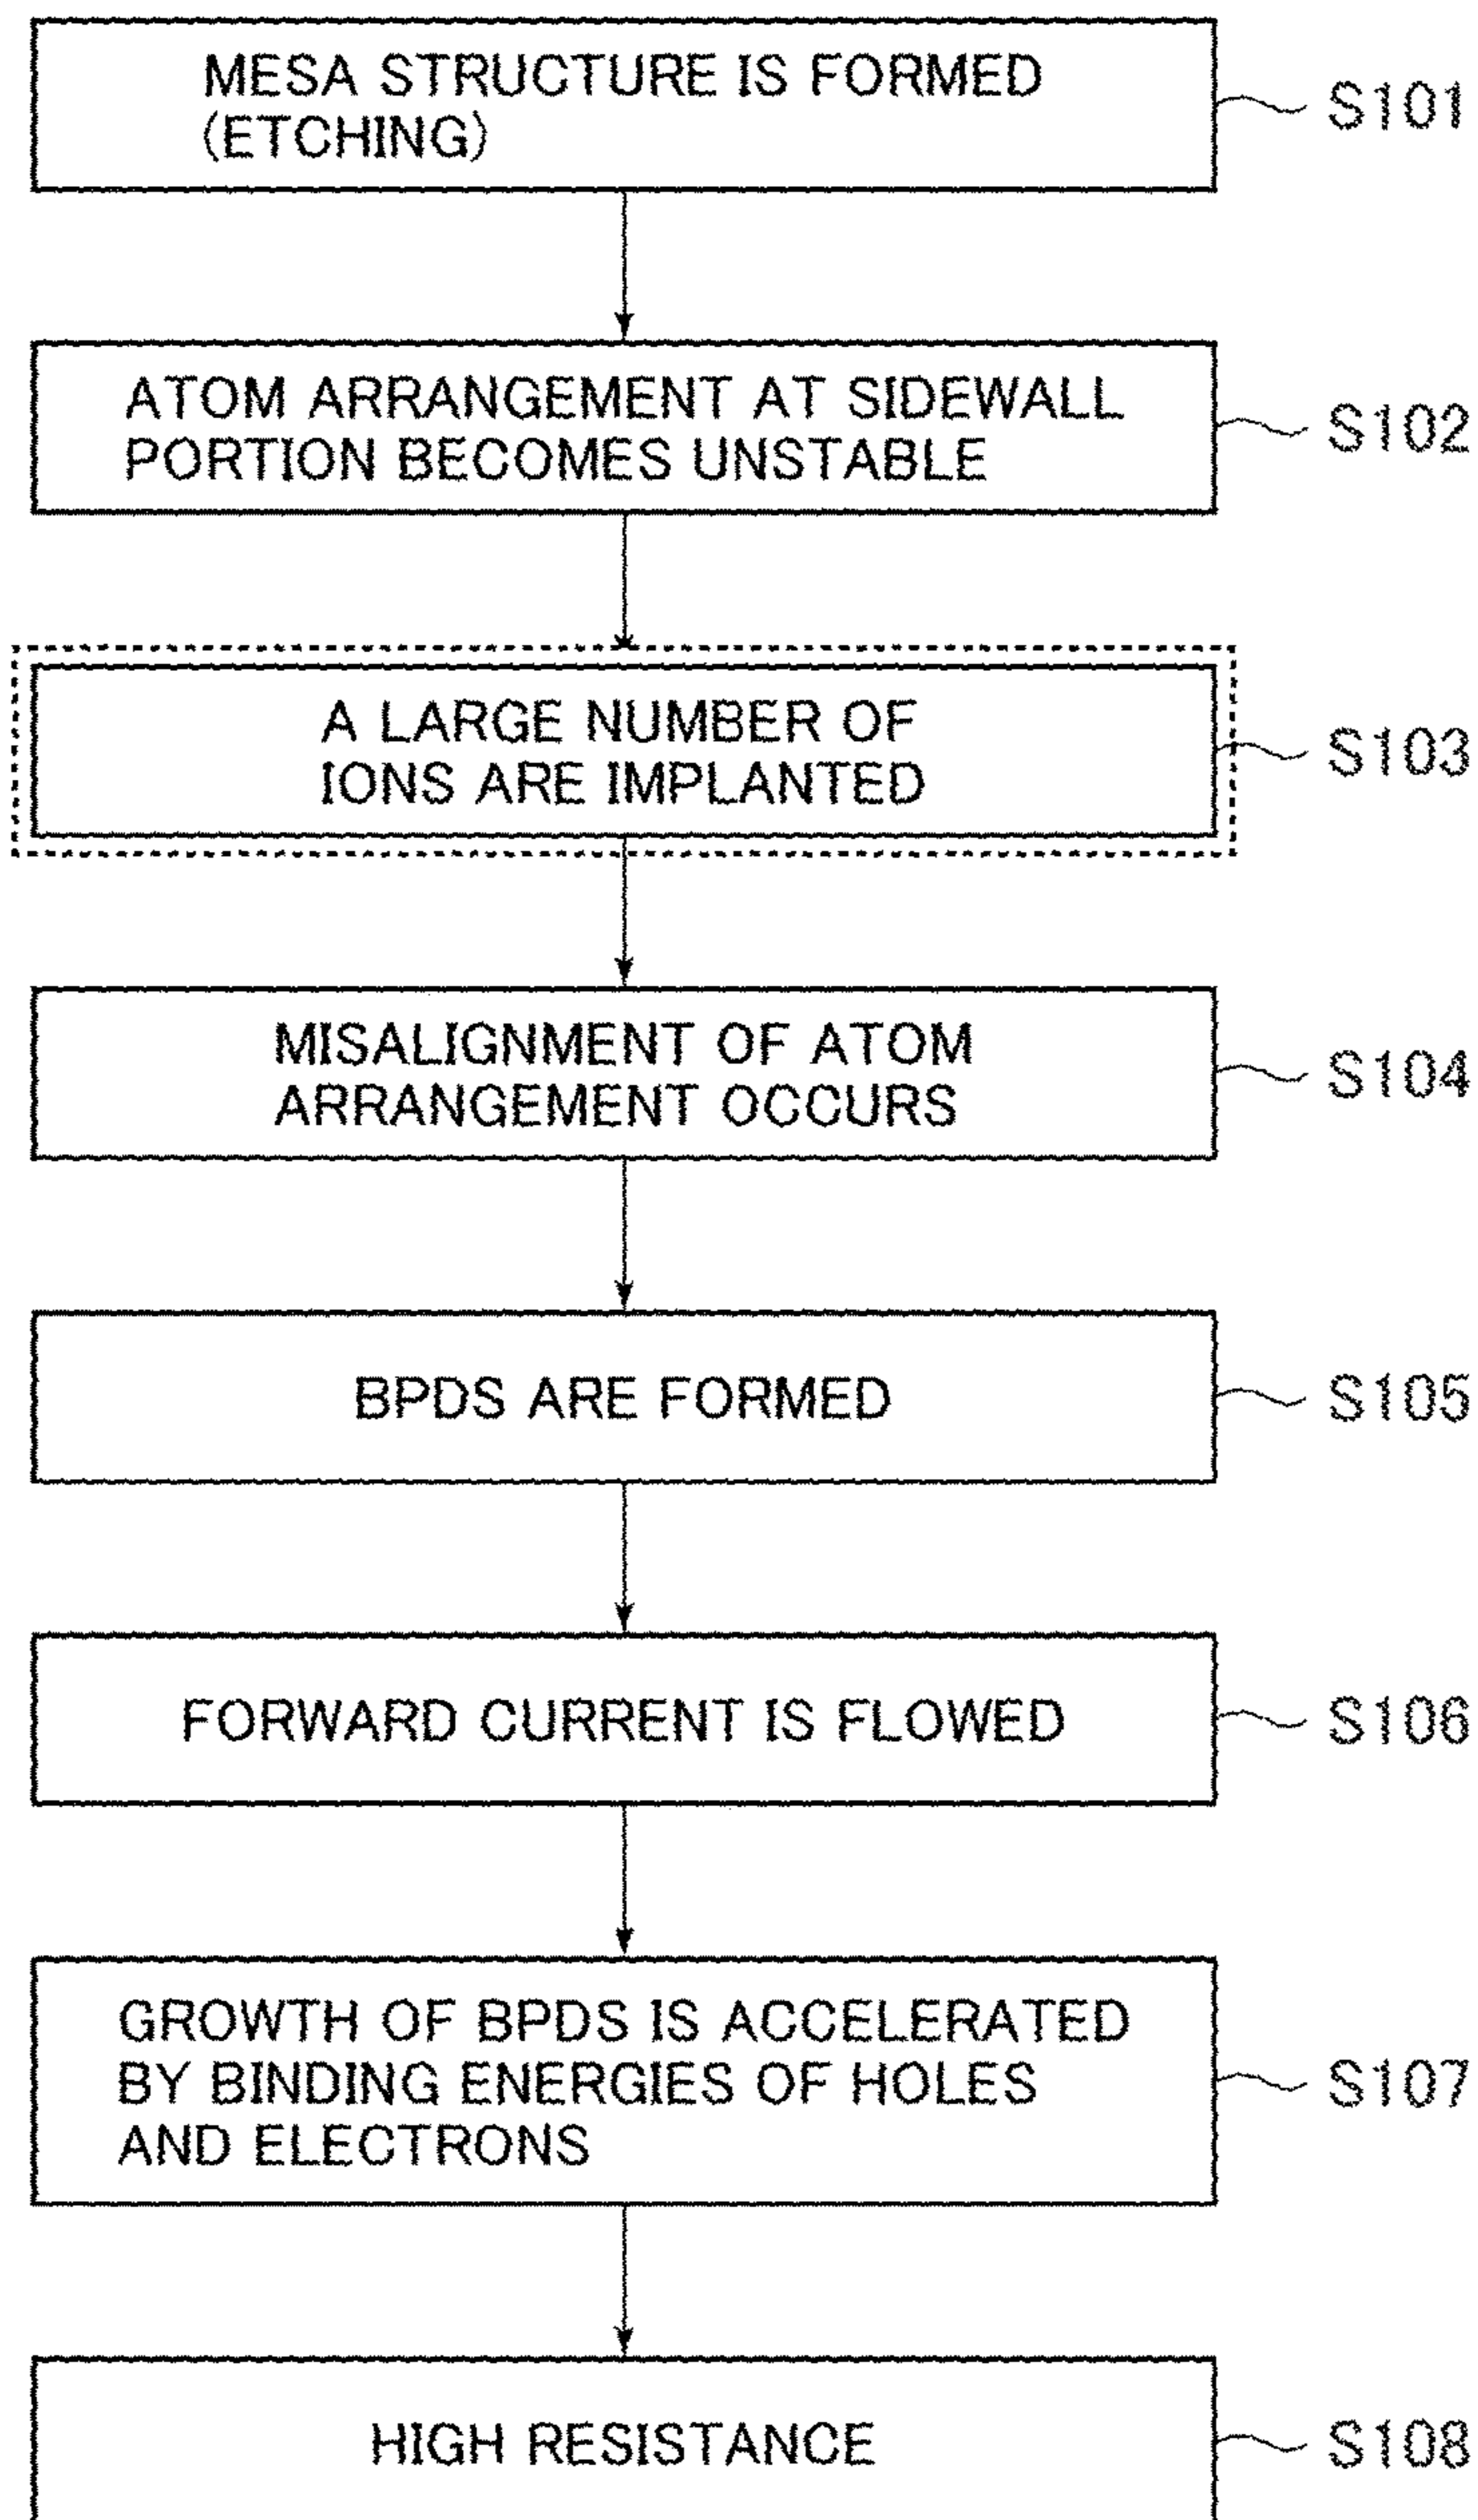 MESA STRUCTURE IS FORMED
(ETCHING)
S101
ATOM ARRANGEMENT AT SIDEWALL
PORTION BECOMES UNSTABLE
S102
A LARGE NUMBER OF
IONS ARE IMPLANTED
S103
MISALIGNMENT OF ATOM
ARRANGEMENT OCCURS
S104
BPDS ARE FORMED
S105
FORWARD CURRENT IS FLOWED
S106
GROWTH OF BPDS IS ACCELERATED
BY BINDING ENERGIES OF HOLES
AND ELECTRONS
S107
HIGH RESISTANCE
S108